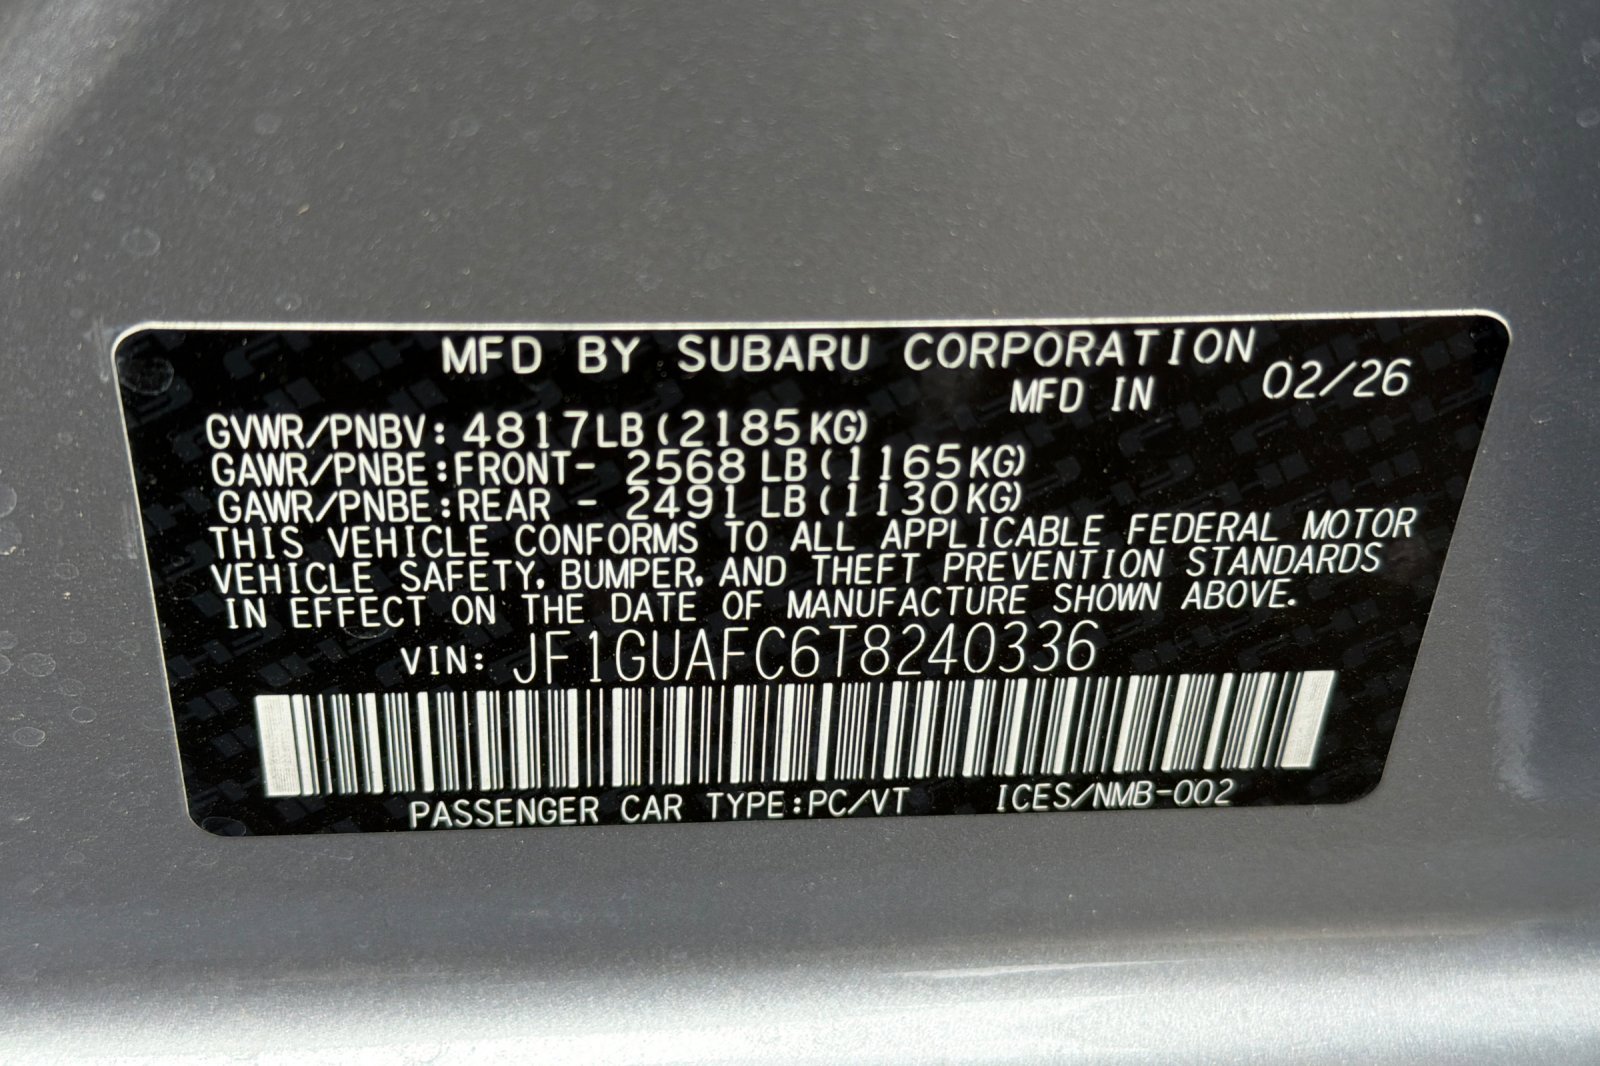 MFD BY SUBARU CORPORATION
MFD IN 02/26
GVWR/PNBV: 4817LB (2185KG)
GAWR/PNBE:FRONT- 2568 LB (1165KG)
GAWR/PNBE:REAR - 2491 LB (1130KG)
THIS VEHICLE CONFORMS TO ALL APPLICABLE FEDERAL MOTOR
VEHICLE SAFETY, BUMPER, AND THEFT PREVENTION STANDARDS
IN EFFECT ON THE DATE OF MANUFACTURE SHOWN ABOVE.
VIN: JF1GUAFC6T8240336
PASSENGER CAR TYPE:PC/VT ICES/NMB-002